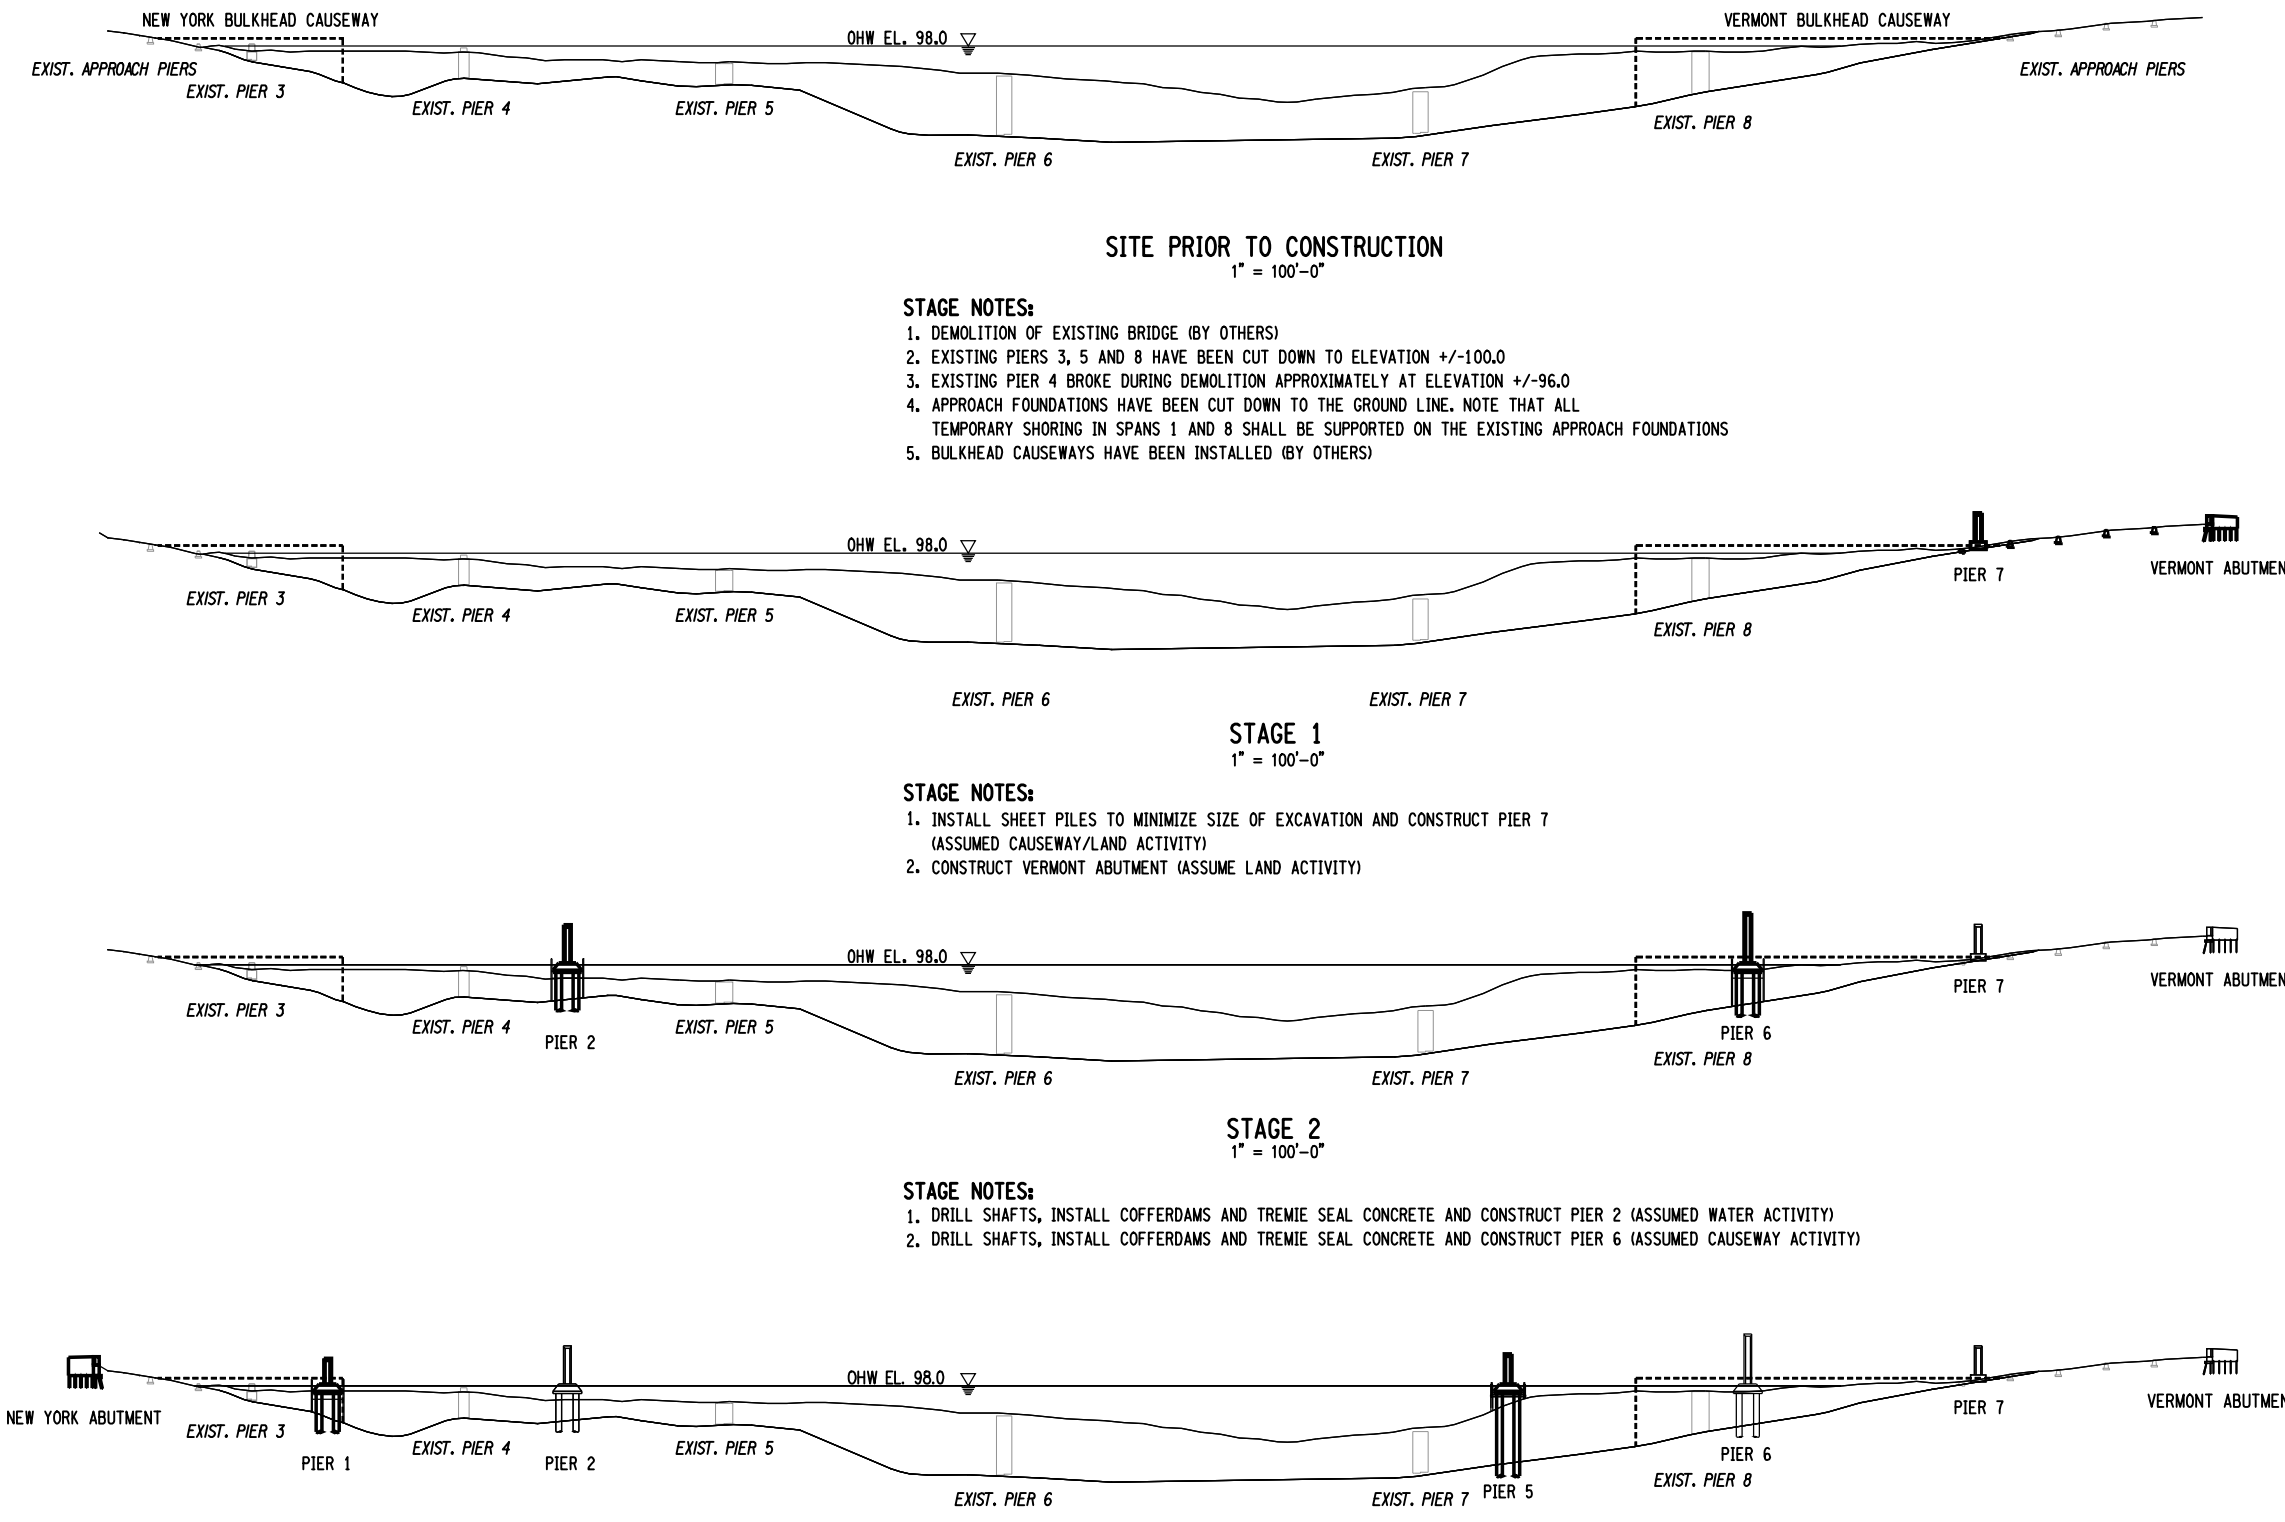 NEW YORK BULKHEAD CAUSEWAY
VERMONT BULKHEAD CAUSEWAY
OHW EL. 98.0
EXIST. APPROACH PIERS
EXIST. APPROACH PIERS
EXIST. PIER 3
EXIST. PIER 4
EXIST. PIER 5
EXIST. PIER 8
EXIST. PIER 6
EXIST. PIER 7
SITE PRIOR TO CONSTRUCTION
1" = 100'-0"
STAGE NOTES:
1. DEMOLITION OF EXISTING BRIDGE (BY OTHERS)
2. EXISTING PIERS 3, 5 AND 8 HAVE BEEN CUT DOWN TO ELEVATION +/-100.0
3. EXISTING PIER 4 BROKE DURING DEMOLITION APPROXIMATELY AT ELEVATION +/-96.0
4. APPROACH FOUNDATIONS HAVE BEEN CUT DOWN TO THE GROUND LINE. NOTE THAT ALL
TEMPORARY SHORING IN SPANS 1 AND 8 SHALL BE SUPPORTED ON THE EXISTING APPROACH FOUNDATIONS
5. BULKHEAD CAUSEWAYS HAVE BEEN INSTALLED (BY OTHERS)
OHW EL. 98.0
PIER 7
VERMONT ABUTMEN
EXIST. PIER 3
EXIST. PIER 4
EXIST. PIER 5
EXIST. PIER 8
EXIST. PIER 6
EXIST. PIER 7
STAGE 1
1" = 100'-0"
STAGE NOTES:
1. INSTALL SHEET PILES TO MINIMIZE SIZE OF EXCAVATION AND CONSTRUCT PIER 7
(ASSUMED CAUSEWAY/LAND ACTIVITY)
2. CONSTRUCT VERMONT ABUTMENT (ASSUME LAND ACTIVITY)
OHW EL. 98.0
PIER 7
VERMONT ABUTMEN
EXIST. PIER 3
EXIST. PIER 4
PIER 2
EXIST. PIER 5
PIER 6
EXIST. PIER 8
EXIST. PIER 6
EXIST. PIER 7
STAGE 2
1" = 100'-0"
STAGE NOTES:
1. DRILL SHAFTS, INSTALL COFFERDAMS AND TREMIE SEAL CONCRETE AND CONSTRUCT PIER 2 (ASSUMED WATER ACTIVITY)
2. DRILL SHAFTS, INSTALL COFFERDAMS AND TREMIE SEAL CONCRETE AND CONSTRUCT PIER 6 (ASSUMED CAUSEWAY ACTIVITY)
OHW EL. 98.0
NEW YORK ABUTMENT
PIER 7
VERMONT ABUTMEN
EXIST. PIER 3
PIER 1
EXIST. PIER 4
PIER 2
EXIST. PIER 5
PIER 6
EXIST. PIER 8
EXIST. PIER 6
EXIST. PIER 7
PIER 5